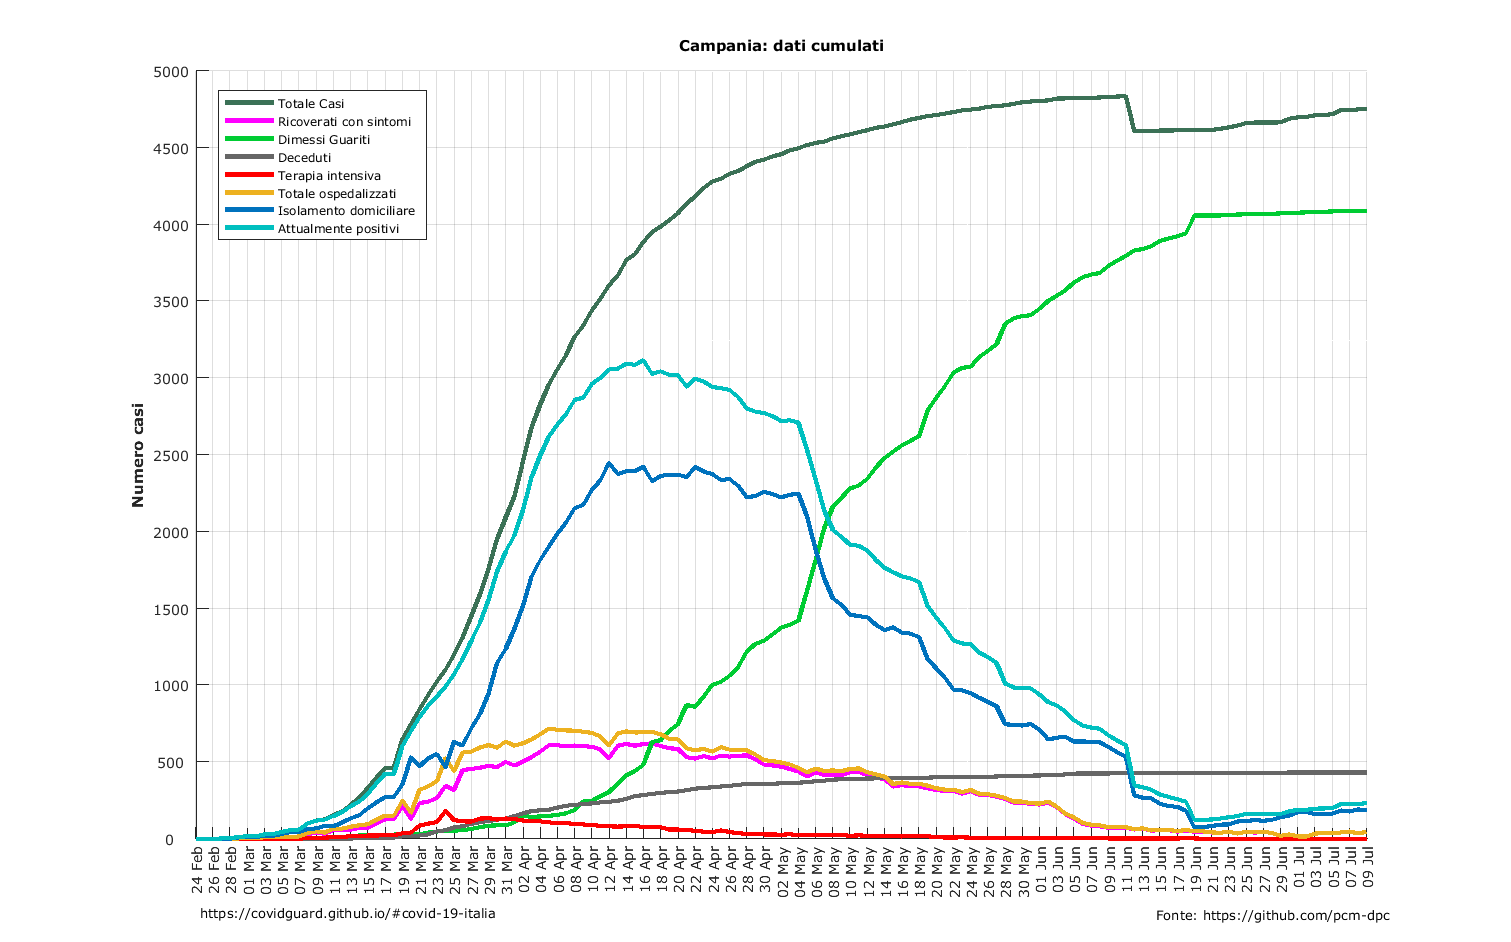 Campania: dati cumulati
Numero casi
5000
4500
4000
3500
3000
2500
2000
1500
1000
500
0
Totale Casi
Ricoverati con sintomi
Dimessi Guariti
Deceduti
Terapia intensiva
Totale ospedalizzati
Isolamento domiciliare
Attualmente positivi
24 Feb
26 Feb
28 Feb
01 Mar
03 Mar
05 Mar
07 Mar
09 Mar
11 Mar
13 Mar
15 Mar
17 Mar
19 Mar
21 Mar
23 Mar
25 Mar
27 Mar
29 Mar
31 Mar
02 Apr
04 Apr
06 Apr
08 Apr
10 Apr
12 Apr
14 Apr
16 Apr
18 Apr
20 Apr
22 Apr
24 Apr
26 Apr
28 Apr
30 Apr
02 May
04 May
06 May
08 May
10 May
12 May
14 May
16 May
18 May
20 May
22 May
24 May
26 May
28 May
30 May
01 Jun
03 Jun
05 Jun
07 Jun
09 Jun
11 Jun
13 Jun
15 Jun
17 Jun
19 Jun
21 Jun
23 Jun
25 Jun
27 Jun
29 Jun
01 Jul
03 Jul
05 Jul
07 Jul
09 Jul
https://covidguard.github.io/#covid-19-italia
Fonte: https://github.com/pcm-dpc